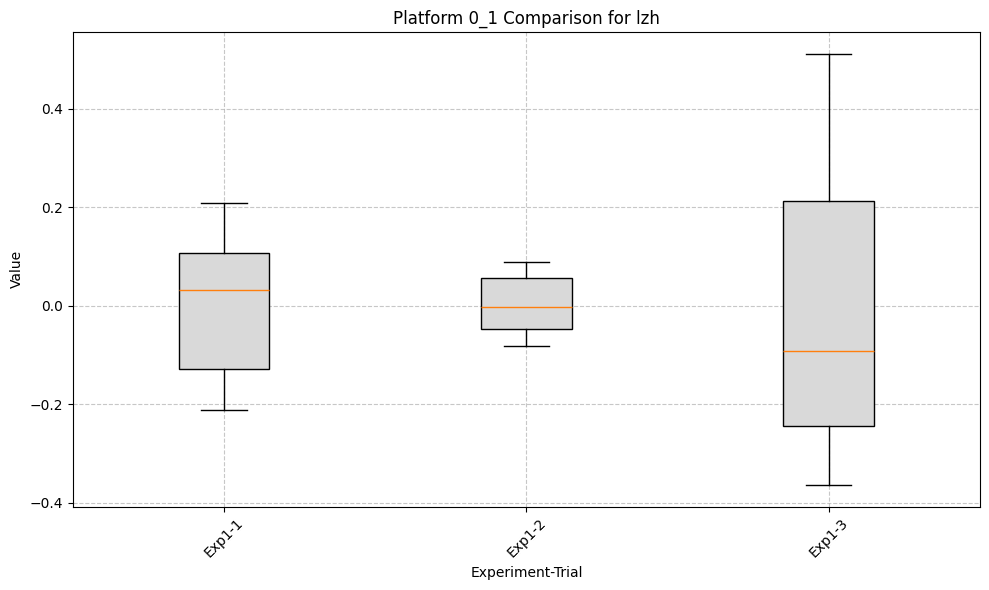 Platform 0_1 Comparison for lzh
Value
0.4
0.2
0.0
−0.2
−0.4
Exp1-1
Exp1-2
Exp1-3
Experiment-Trial